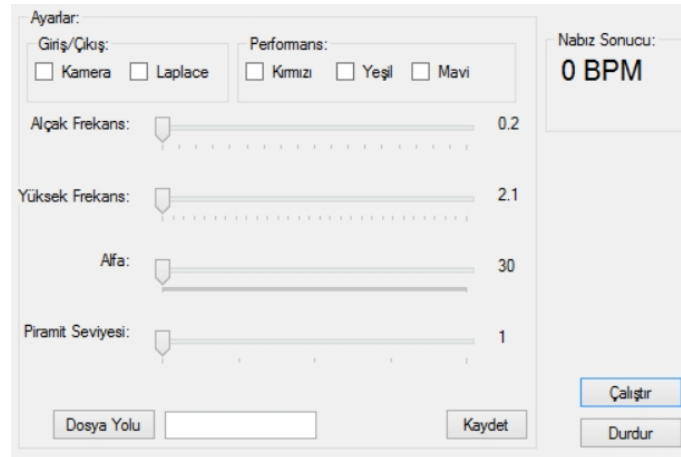 Ayarlar:
Giriş/Çıkış:
Kamera Laplace
Performans:
Kırmızı Yeşil Mavi
Nabız Sonucu:
0 BPM
Alçak Frekans: 0.2
Yüksek Frekans: 2.1
Alfa: 30
Piramit Seviyesi: 1
Dosya Yolu Kaydet
Çalıştır
Durdur